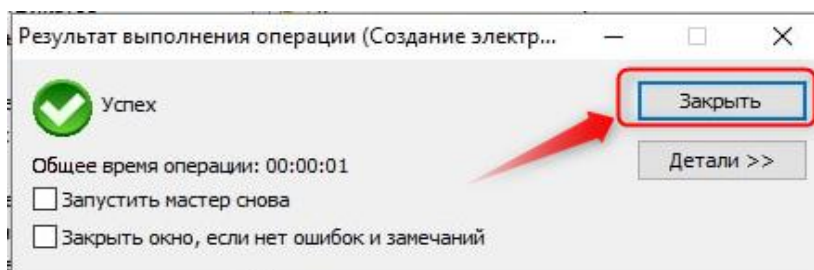 Результат выполнения операции (Создание электр...
Успех
Закрыть
Общее время операции: 00:00:01
Детали >>
Запустить мастер снова
Закрыть окно, если нет ошибок и замечаний